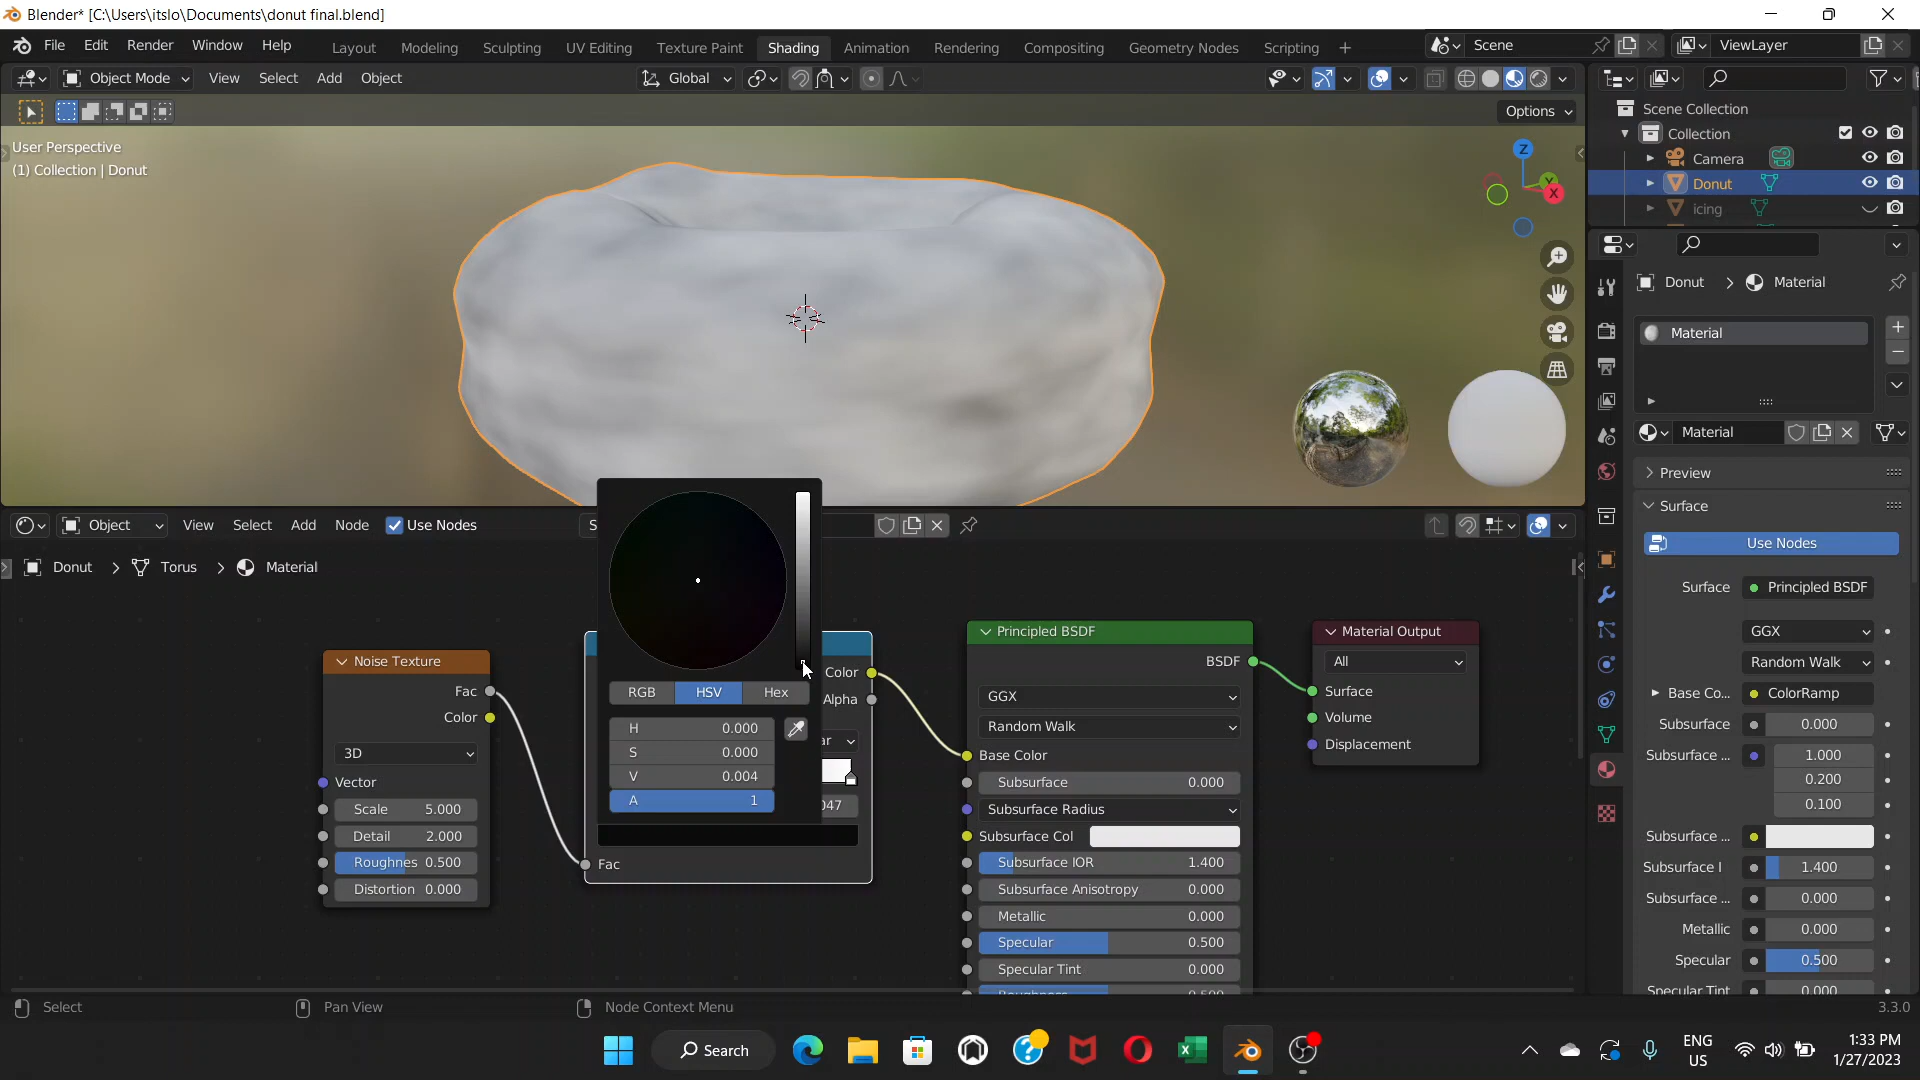 Blender* [C:\Users\itslo\Documents\donut final.blend]
File Edit Render Window Help Layout Modeling Sculpting UV Editing Texture Paint Shading Animation Rendering Compositing Geometry Nodes Scripting + Scene ViewLayer
Object Mode View Select Add Object Global
Options
User Perspective
(1) Collection | Donut
Z
Y
X
Scene Collection
Collection
Camera
Donut
icing
Donut > Material
Material
Material
Preview
Surface
Use Nodes
Surface Principled BSDF
GGX
Random Walk
Base Co... ColorRamp
Subsurface 0.000
Subsurface ... 1.000
0.200
0.100
Subsurface ...
Subsurface I 1.400
Subsurface ... 0.000
Metallic 0.000
Specular 0.500
Specular Tint 0.000
Object View Select Add Node Use Nodes S
Donut > Torus > Material
Noise Texture
Fac
Color
3D
Vector
Scale 5.000
Detail 2.000
Roughnes 0.500
Distortion 0.000
Color
Alpha
RGB HSV Hex
H 0.000
S 0.000
V 0.004
A 1
ar
047
Fac
Principled BSDF
BSDF
GGX
Random Walk
Base Color
Subsurface 0.000
Subsurface Radius
Subsurface Col
Subsurface IOR 1.400
Subsurface Anisotropy 0.000
Metallic 0.000
Specular 0.500
Specular Tint 0.000
Roughness 0.500
Material Output
All
Surface
Volume
Displacement
Select Pan View Node Context Menu 3.3.0
Search
ENG
US
1:33 PM
1/27/2023